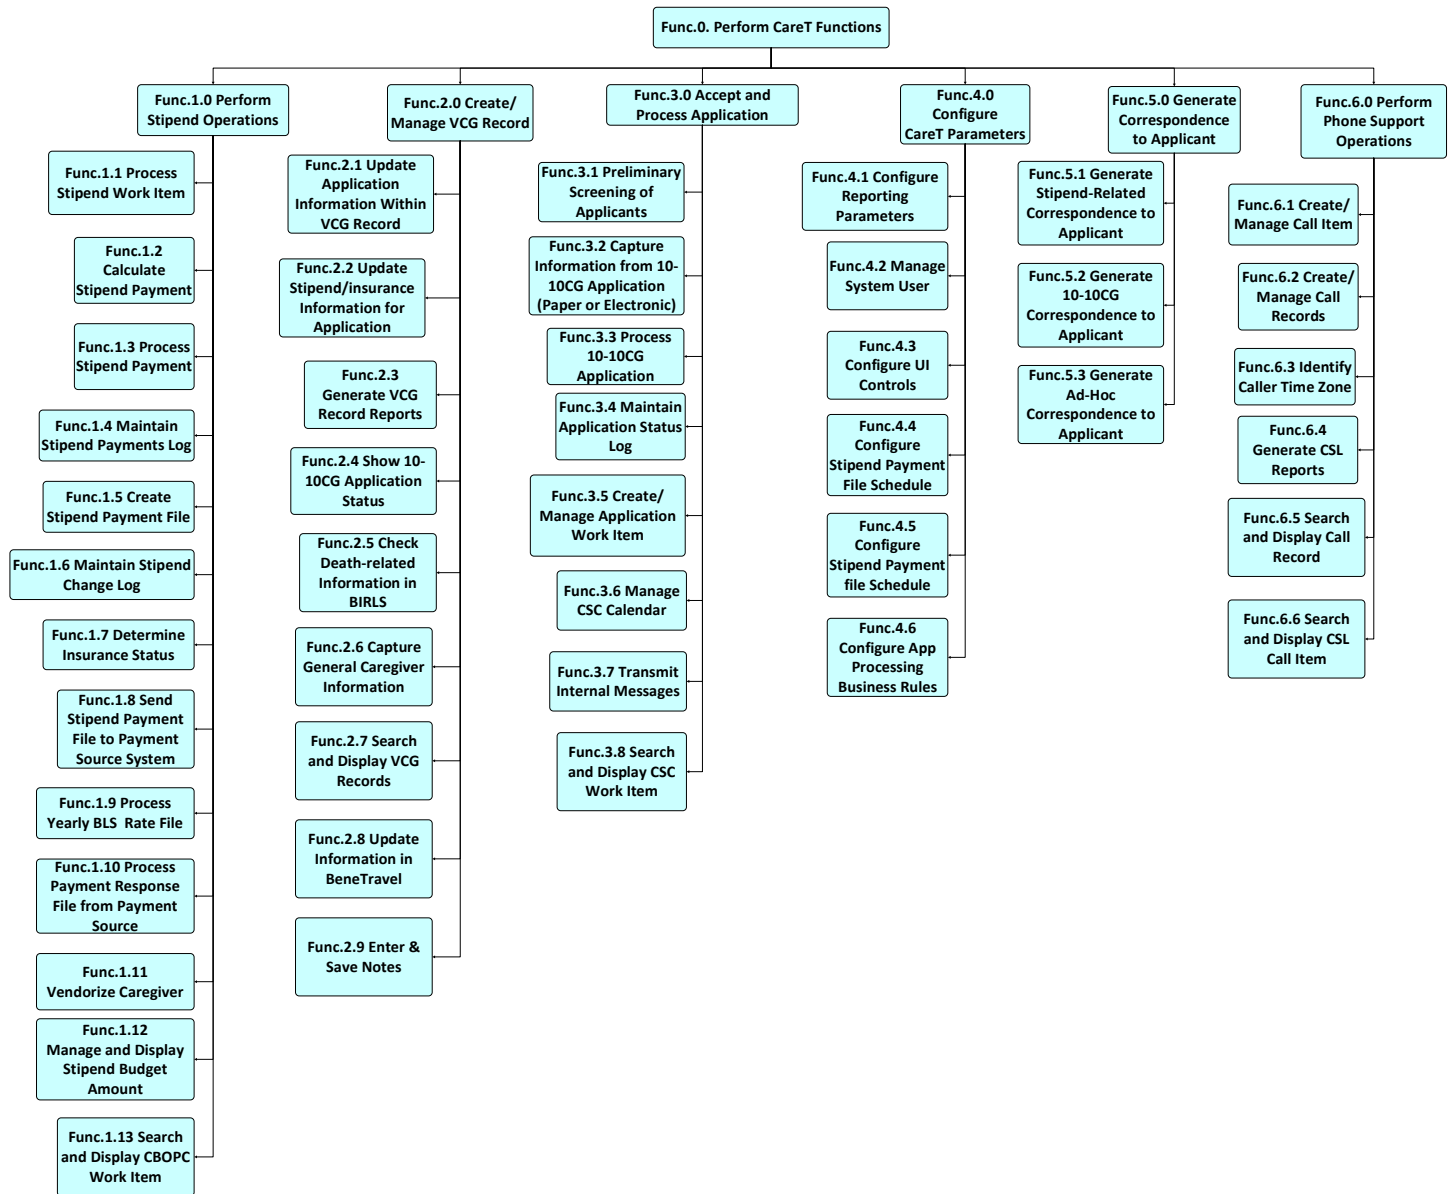 Func.0. Perform CareT Functions
Func.1.0 Perform
Stipend Operations
Func.1.1 Process
Stipend Work Item
Func.1.2
Calculate
Stipend Payment
Func.1.3 Process
Stipend Payment
Func.1.4 Maintain
Stipend Payments Log
Func.1.5 Create
Stipend Payment File
Func.1.6 Maintain Stipend
Change Log
Func.1.7 Determine
Insurance Status
Func.1.8 Send
Stipend Payment
File to Payment
Source System
Func.1.9 Process
Yearly BLS  Rate File
Func.1.10 Process
Payment Response
File from Payment
Source
Func.1.11
Vendorize Caregiver
Func.1.12
Manage and Display
Stipend Budget
Amount
Func.1.13 Search
and Display CBOPC
Work Item
Func.2.0 Create/
Manage VCG Record
Func.2.1 Update
Application
Information Within
VCG Record
Func.2.2 Update
Stipend/insurance
Information for
Application
Func.2.3
Generate VCG
Record Reports
Func.2.4 Show 10-
10CG Application
Status
Func.2.5 Check
Death-related
Information in
BIRLS
Func.2.6 Capture
General Caregiver
Information
Func.2.7 Search
and Display VCG
Records
Func.2.8 Update
Information in
BeneTravel
Func.2.9 Enter &
Save Notes
Func.3.0 Accept and
Process Application
Func.3.1 Preliminary
Screening of
Applicants
Func.3.2 Capture
Information from 10-
10CG Application
(Paper or Electronic)
Func.3.3 Process
10-10CG
Application
Func.3.4 Maintain
Application Status
Log
Func.3.5 Create/
Manage Application
Work Item
Func.3.6 Manage
CSC Calendar
Func.3.7 Transmit
Internal Messages
Func.3.8 Search
and Display CSC
Work Item
Func.4.0
Configure
CareT Parameters
Func.4.1 Configure
Reporting
Parameters
Func.4.2 Manage
System User
Func.4.3
Configure UI
Controls
Func.4.4
Configure
Stipend Payment
File Schedule
Func.4.5
Configure
Stipend Payment
file Schedule
Func.4.6
Configure App
Processing
Business Rules
Func.5.0 Generate
Correspondence
to Applicant
Func.5.1 Generate
Stipend-Related
Correspondence to
Applicant
Func.5.2 Generate
10-10CG
Correspondence to
Applicant
Func.5.3 Generate
Ad-Hoc
Correspondence to
Applicant
Func.6.0 Perform
Phone Support
Operations
Func.6.1 Create/
Manage Call Item
Func.6.2 Create/
Manage Call
Records
Func.6.3 Identify
Caller Time Zone
Func.6.4
Generate CSL
Reports
Func.6.5 Search
and Display Call
Record
Func.6.6 Search
and Display CSL
Call Item